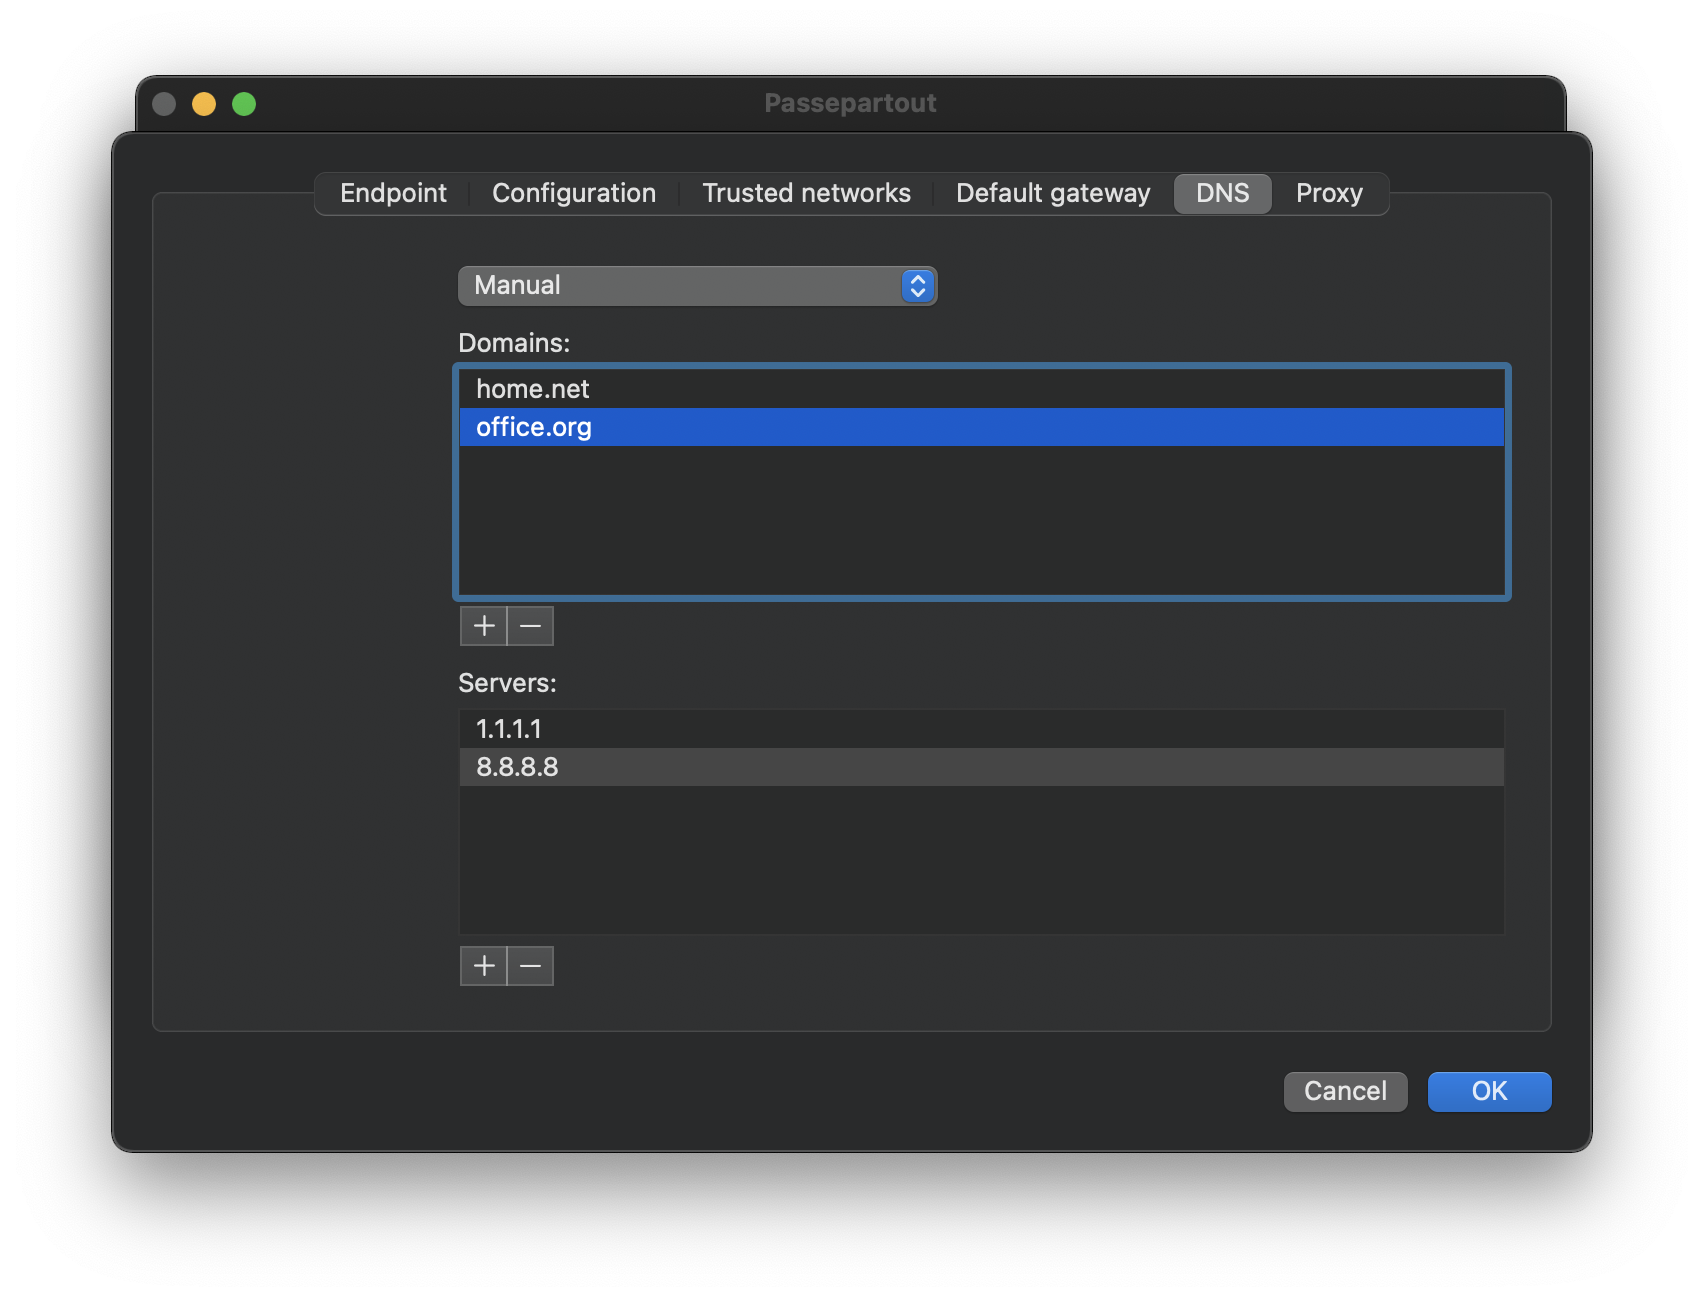 Passepartout
Endpoint Configuration Trusted networks Default gateway DNS Proxy
Manual
Domains:
home.net
office.org
+ −
Servers:
1.1.1.1
8.8.8.8
+ −
Cancel OK